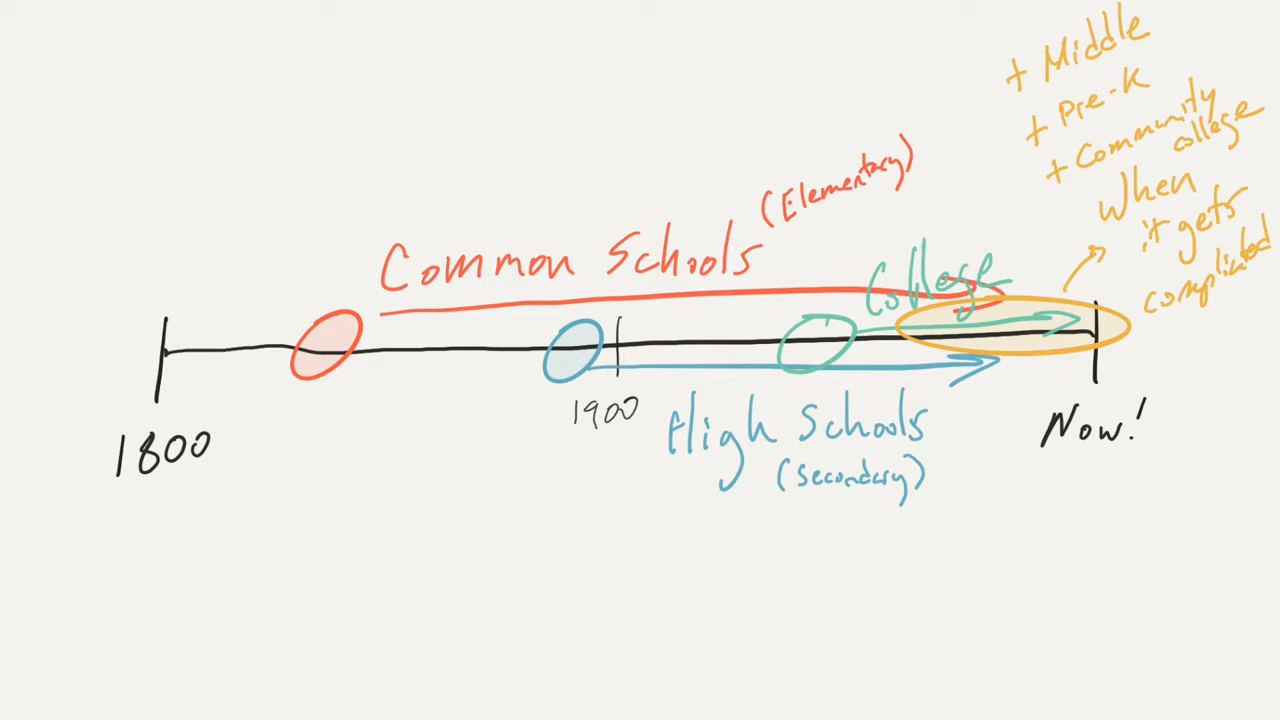 + Middle
+ Pre-K
+ Community
college
When
it gets
complicated
(Elementary)
Common Schools
College
1800
1900
High Schools
(secondary)
Now!